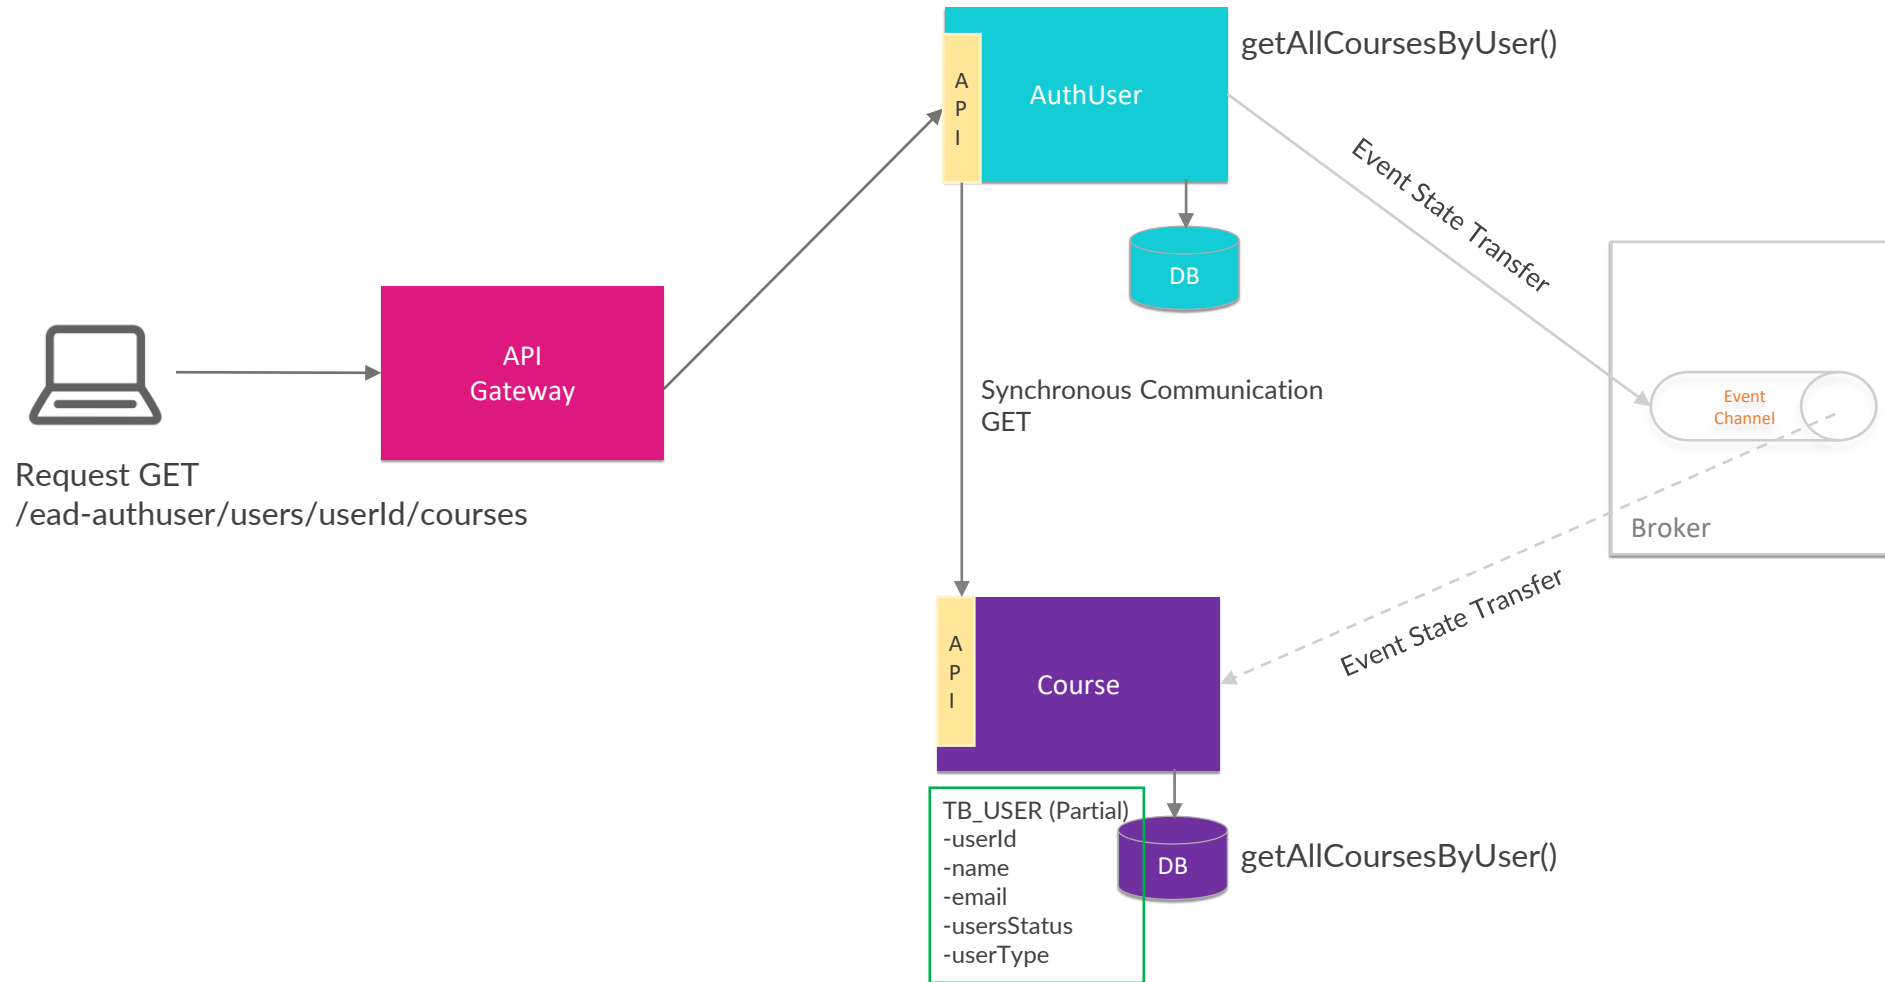 getAllCoursesByUser()
A
P
I
AuthUser
Event State Transfer
DB
API
Gateway
Synchronous Communication
GET
Event
Channel
Request GET
/ead-authuser/users/userId/courses
Broker
Event State Transfer
A
P
I
Course
TB_USER (Partial)
-userId
-name
-email
-usersStatus
-userType
DB
getAllCoursesByUser()